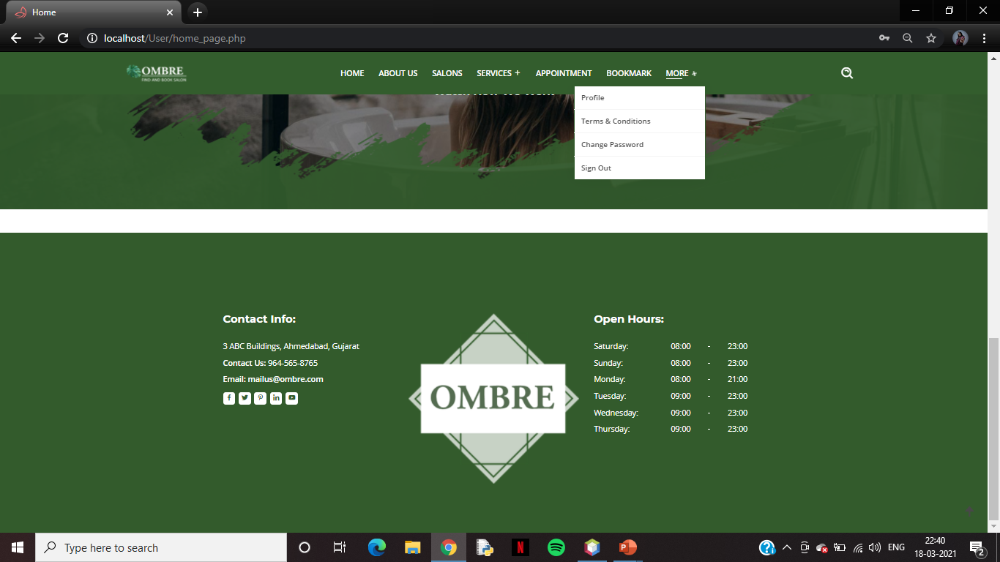 Home
localhost/User/home_page.php
OMBRE
FIND AND BOOK SALON
HOME ABOUT US SALONS SERVICES + APPOINTMENT BOOKMARK MORE +
Profile
Terms & Conditions
Change Password
Sign Out
Contact Info:
3 ABC Buildings, Ahmedabad, Gujarat
Contact Us: 964-565-8765
Email: mailus@ombre.com
OMBRE
Open Hours:
Saturday: 08:00 - 23:00
Sunday: 08:00 - 23:00
Monday: 08:00 - 21:00
Tuesday: 09:00 - 23:00
Wednesday: 09:00 - 23:00
Thursday: 09:00 - 23:00
Type here to search
ENG
22:40
18-03-2021
2